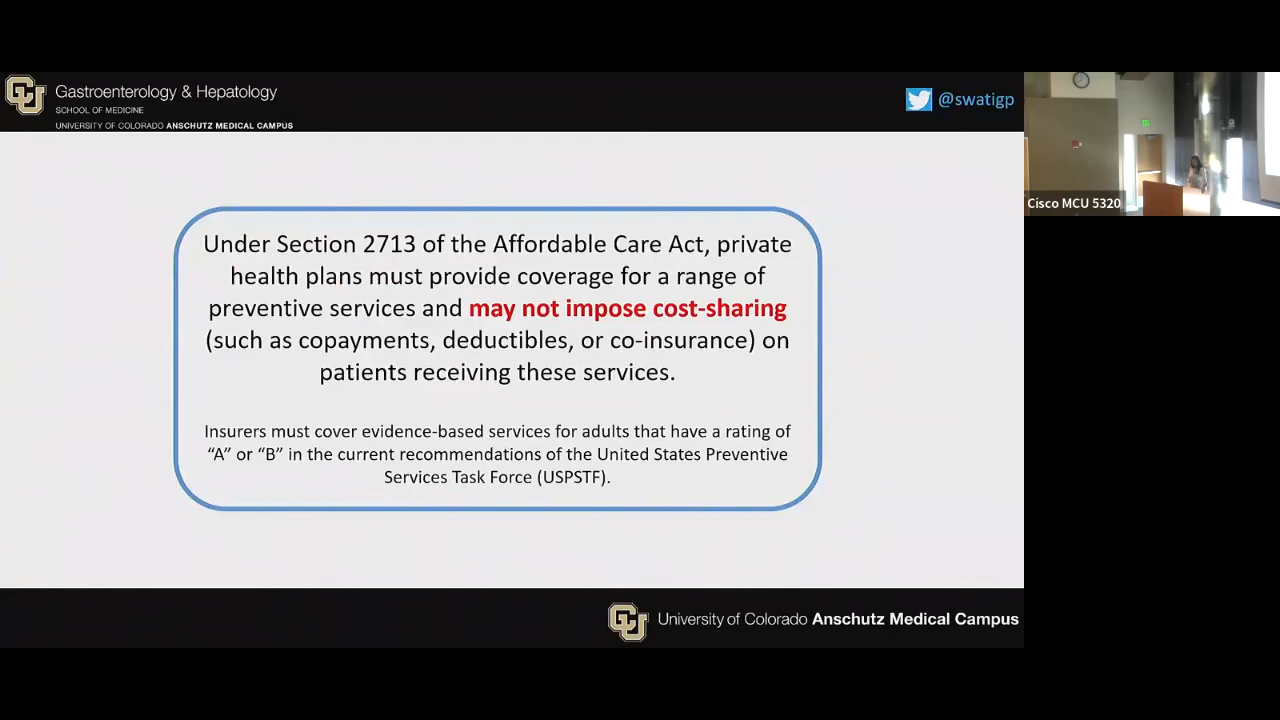 Gastroenterology & Hepatology
SCHOOL OF MEDICINE
UNIVERSITY OF COLORADO ANSCHUTZ MEDICAL CAMPUS
@swatigp
Under Section 2713 of the Affordable Care Act, private
health plans must provide coverage for a range of
preventive services and may not impose cost-sharing
(such as copayments, deductibles, or co-insurance) on
patients receiving these services.
Insurers must cover evidence-based services for adults that have a rating of
“A” or “B” in the current recommendations of the United States Preventive
Services Task Force (USPSTF).
Cisco MCU 5320
University of Colorado Anschutz Medical Campus